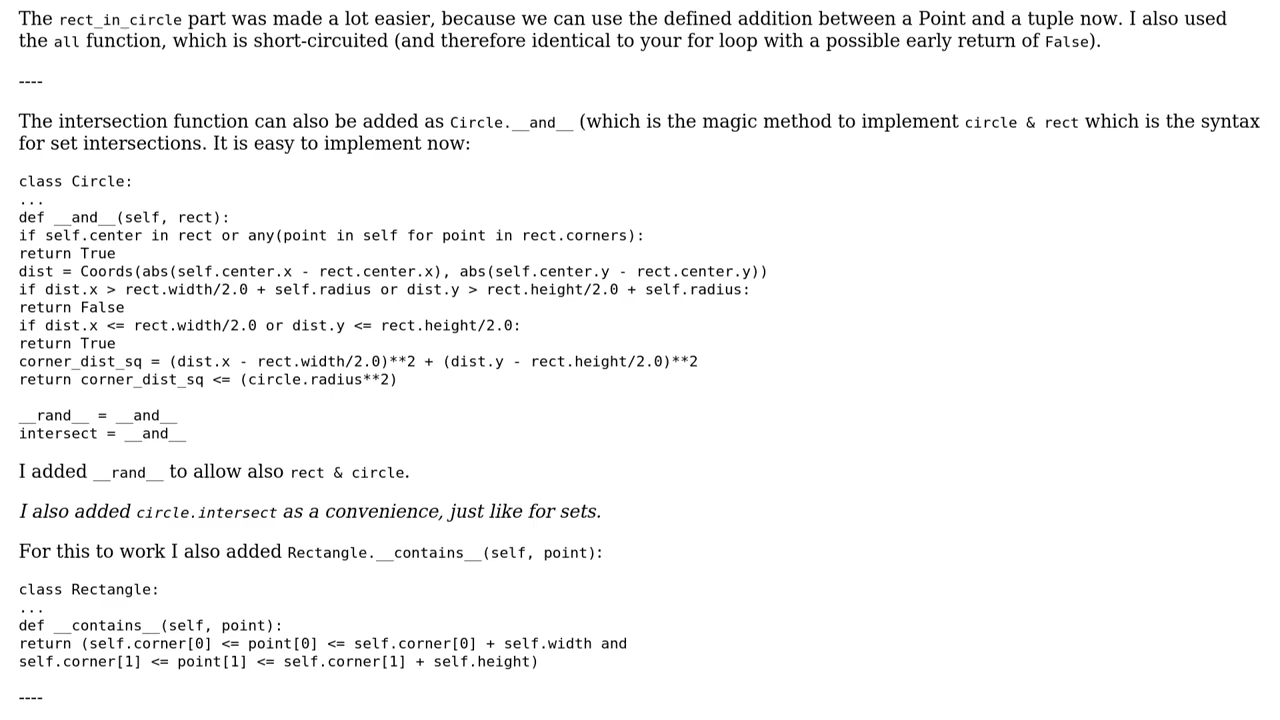 The rect_in_circle part was made a lot easier, because we can use the defined addition between a Point and a tuple now. I also used
the all function, which is short-circuited (and therefore identical to your for loop with a possible early return of False).
----
The intersection function can also be added as Circle.__and__ (which is the magic method to implement circle & rect which is the syntax
for set intersections. It is easy to implement now:
class Circle:
...
def __and__(self, rect):
if self.center in rect or any(point in self for point in rect.corners):
return True
dist = Coords(abs(self.center.x - rect.center.x), abs(self.center.y - rect.center.y))
if dist.x > rect.width/2.0 + self.radius or dist.y > rect.height/2.0 + self.radius:
return False
if dist.x <= rect.width/2.0 or dist.y <= rect.height/2.0:
return True
corner_dist_sq = (dist.x - rect.width/2.0)**2 + (dist.y - rect.height/2.0)**2
return corner_dist_sq <= (circle.radius**2)
__rand__ = __and__
intersect = __and__
I added __rand__ to allow also rect & circle.
I also added circle.intersect as a convenience, just like for sets.
For this to work I also added Rectangle.__contains__(self, point):
class Rectangle:
...
def __contains__(self, point):
return (self.corner[0] <= point[0] <= self.corner[0] + self.width and
self.corner[1] <= point[1] <= self.corner[1] + self.height)
----